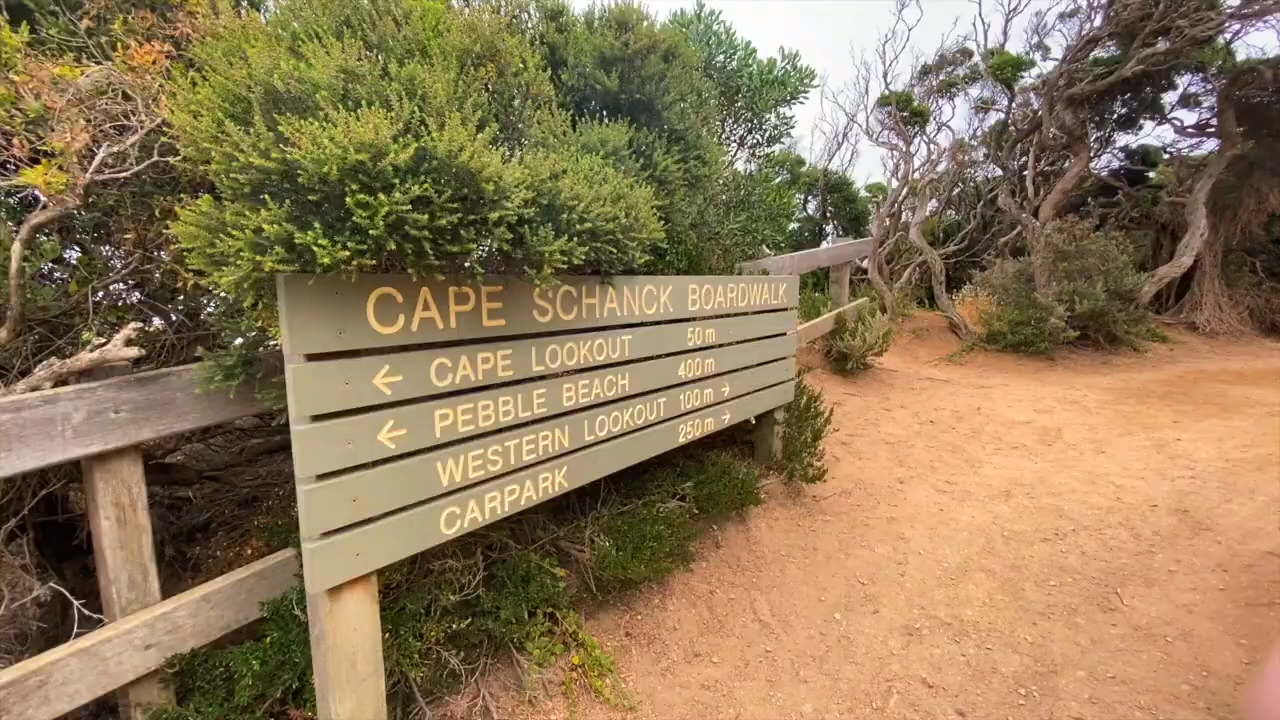 CAPE SCHANCK BOARDWALK
← CAPE LOOKOUT 50 m
← PEBBLE BEACH 400 m
WESTERN LOOKOUT 100 m →
CARPARK 250 m →